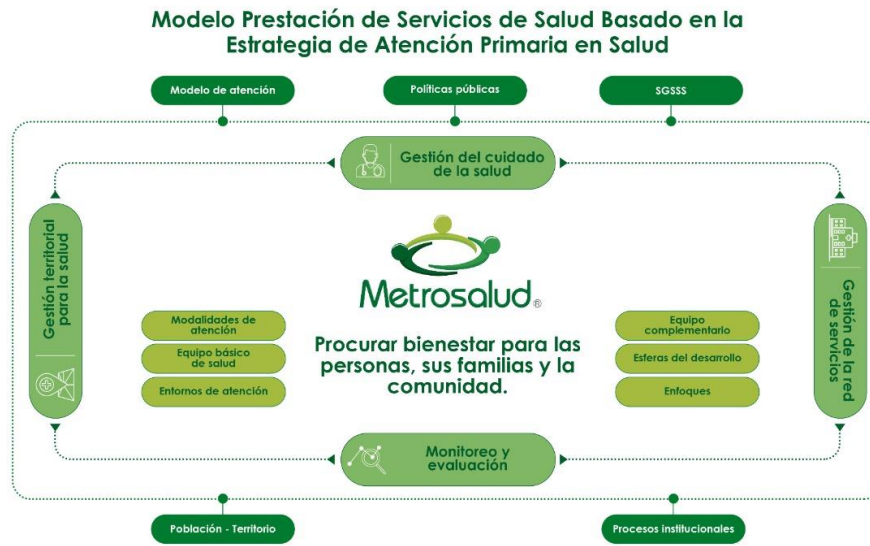 Modelo Prestación de Servicios de Salud Basado en la
Estrategia de Atención Primaria en Salud
Modelo de atención
Políticas públicas
SGSSS
Gestión del cuidado
de la salud
Gestión territorial
para la salud
Metrosalud®
Gestión de la red
de servicios
Modalidades de
atención
Equipo básico
de salud
Entornos de atención
Procurar bienestar para las
personas, sus familias y la
comunidad.
Equipo
complementario
Esferas del desarrollo
Enfoques
Monitoreo y
evaluación
Población - Territorio
Procesos institucionales